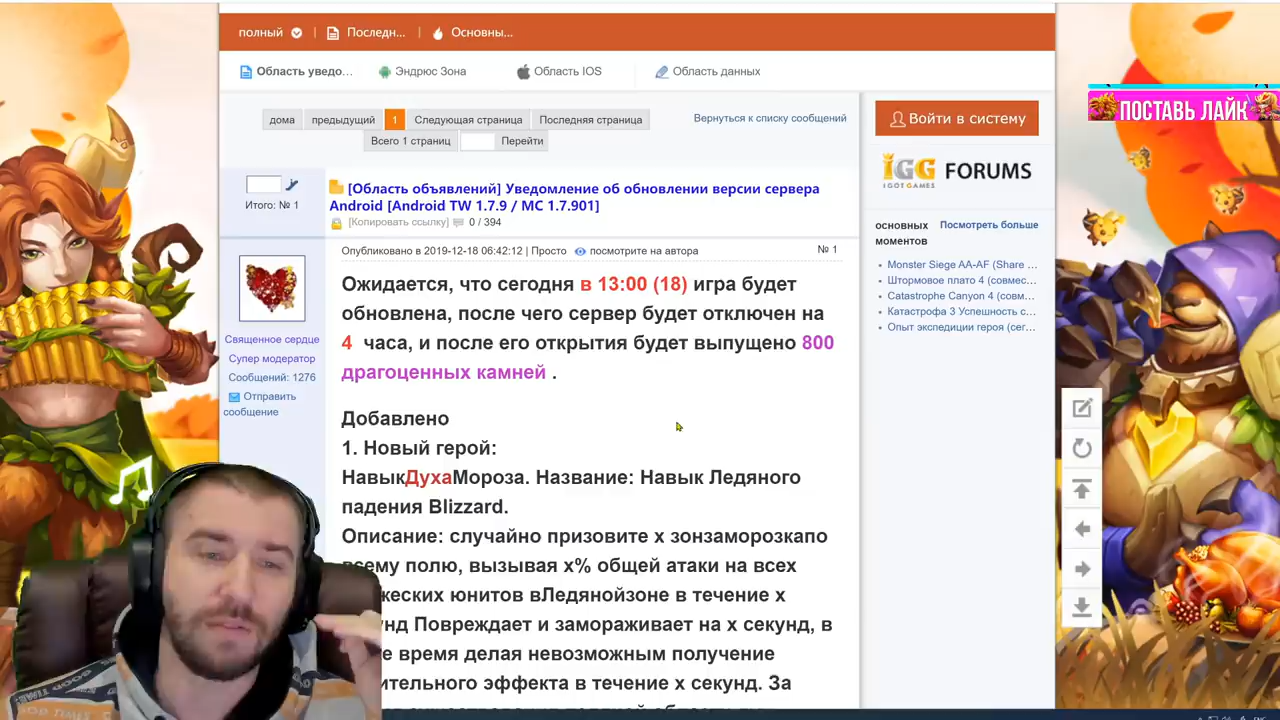 полный
Последн...
Основны...
Область уведо...
Эндрюс Зона
Область IOS
Область данных
ПОСТАВЬ ЛАЙК
дома
предыдущий
1
Следующая страница
Последняя страница
Всего 1 страниц
Перейти
Вернуться к списку сообщений
Войти в систему
IGG FORUMS
I GOT GAMES
Итого: № 1
[Область объявлений] Уведомление об обновлении версии сервера
Android [Android TW 1.7.9 / MC 1.7.901]
[Копировать ссылку] 0 / 394
основных
моментов
Посмотреть больше
Monster Siege AA-AF (Share ...
Штормовое плато 4 (совмес...
Catastrophe Canyon 4 (совм...
Катастрофа 3 Успешность с...
Опыт экспедиции героя (сег...
Опубликовано в 2019-12-18 06:42:12 | Просто посмотрите на автора
№ 1
Священное сердце
Супер модератор
Сообщений: 1276
Отправить
сообщение
Ожидается, что сегодня в 13:00 (18) игра будет
обновлена, после чего сервер будет отключен на
4 часа, и после его открытия будет выпущено 800
драгоценных камней .
Добавлено
1. Новый герой:
НавыкДухаМороза. Название: Навык Ледяного
падения Blizzard.
Описание: случайно призовите x зонзаморозкапо
всему полю, вызывая x% общей атаки на всех
жеских юнитов вЛедянойзоне в течение x
нд Повреждает и замораживает на x секунд, в
е время делая невозможным получение
ительного эффекта в течение x секунд. За